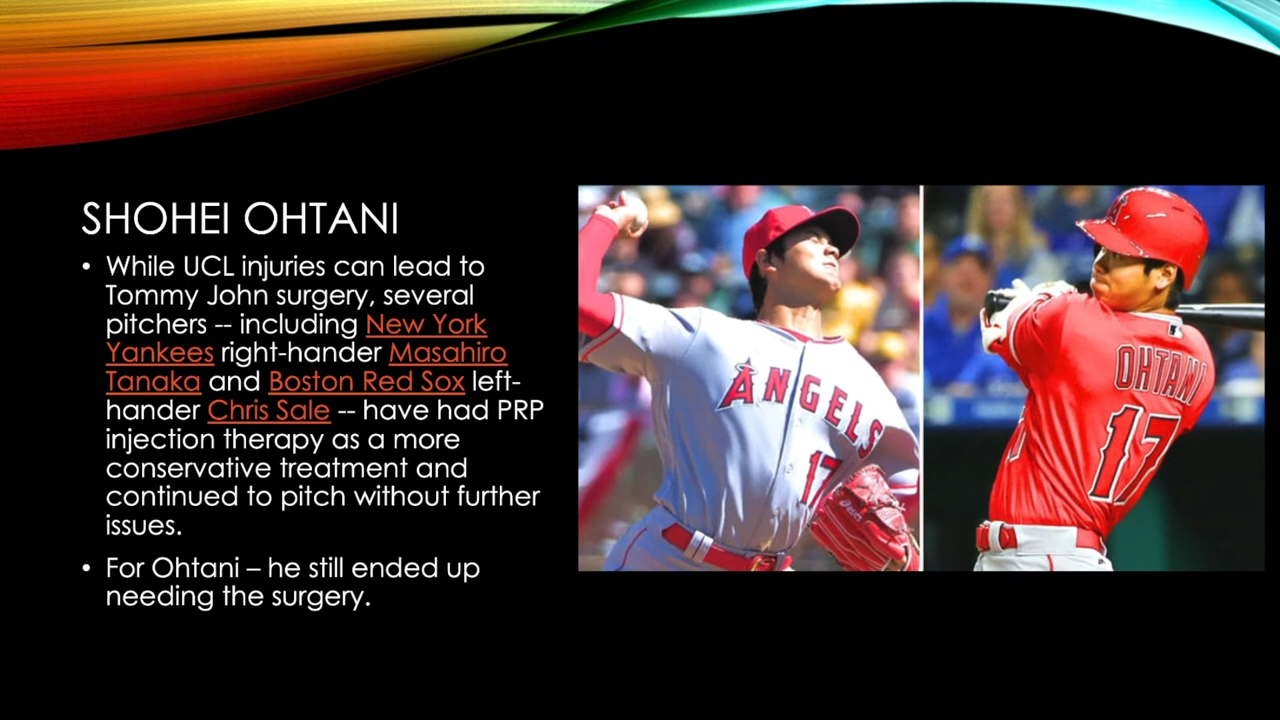 SHOHEI OHTANI
• While UCL injuries can lead to
Tommy John surgery, several
pitchers -- including New York
Yankees right-hander Masahiro
Tanaka and Boston Red Sox left-
hander Chris Sale -- have had PRP
injection therapy as a more
conservative treatment and
continued to pitch without further
issues.
• For Ohtani – he still ended up
needing the surgery.
ANGELS
17
asics
A
OHTANI
17